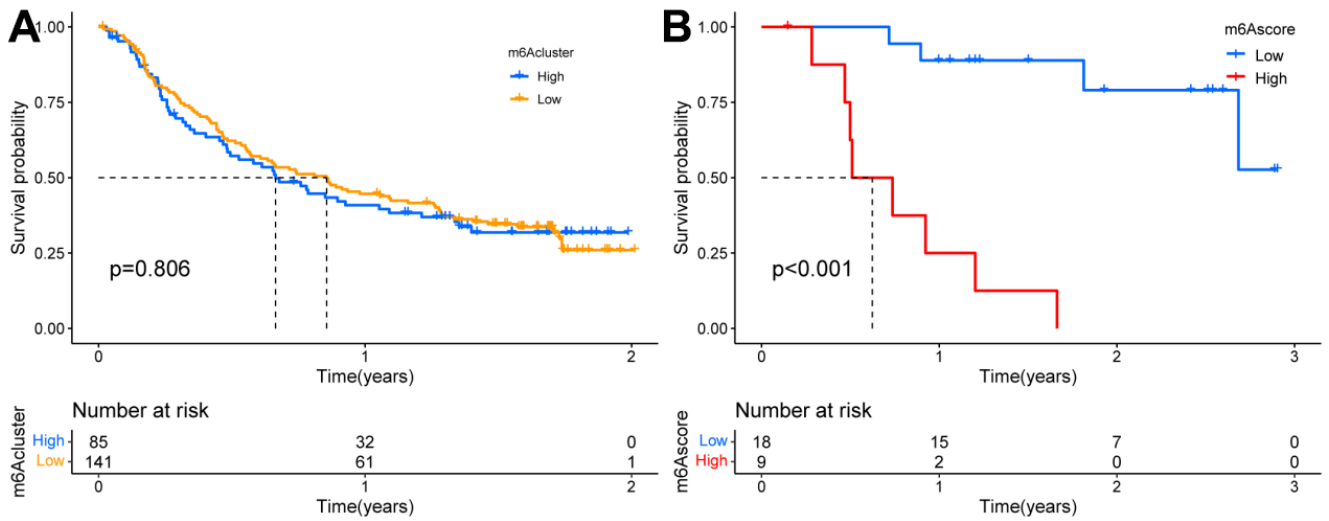 A
m6Acluster
High
Low
Survival probability
1.00
0.75
0.50
0.25
0.00
p=0.806
0
1
2
Time(years)
Number at risk
m6Acluster
High
85
32
0
Low
141
61
1
0
1
2
Time(years)
B
m6Ascore
Low
High
Survival probability
1.00
0.75
0.50
0.25
0.00
p<0.001
0
1
2
3
Time(years)
Number at risk
m6Ascore
Low
18
15
7
0
High
9
2
0
0
0
1
2
3
Time(years)